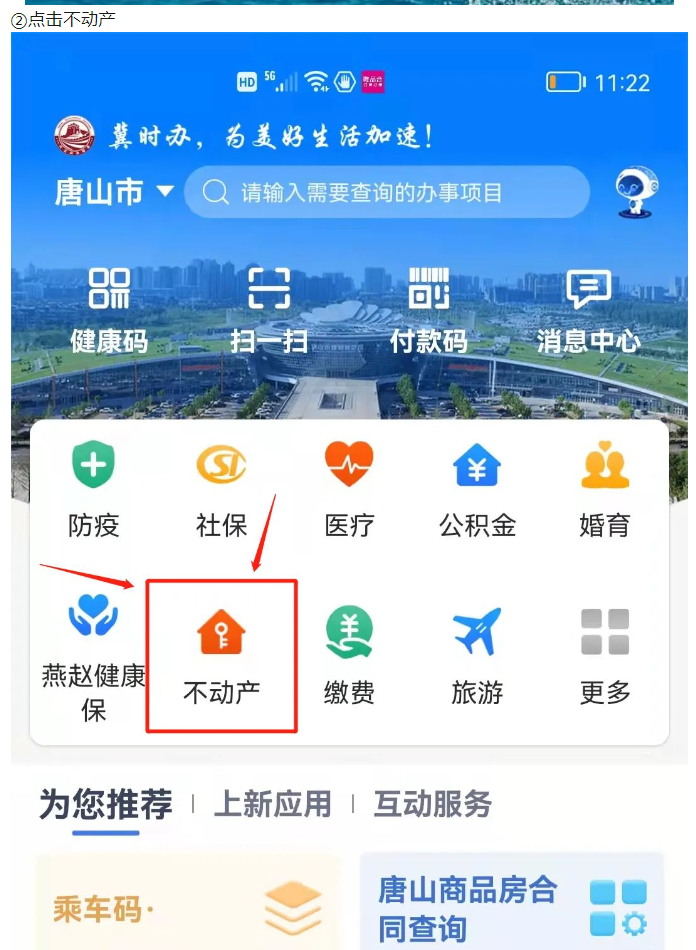 ②点击不动产
HD 5G 11:22
冀时办，为美好生活加速！
唐山市 请输入需要查询的办事项目
健康码 扫一扫 付款码 消息中心
防疫 社保 医疗 公积金 婚育
燕赵健康保 不动产 缴费 旅游 更多
为您推荐 上新应用 互动服务
乘车码·
唐山商品房合
同查询